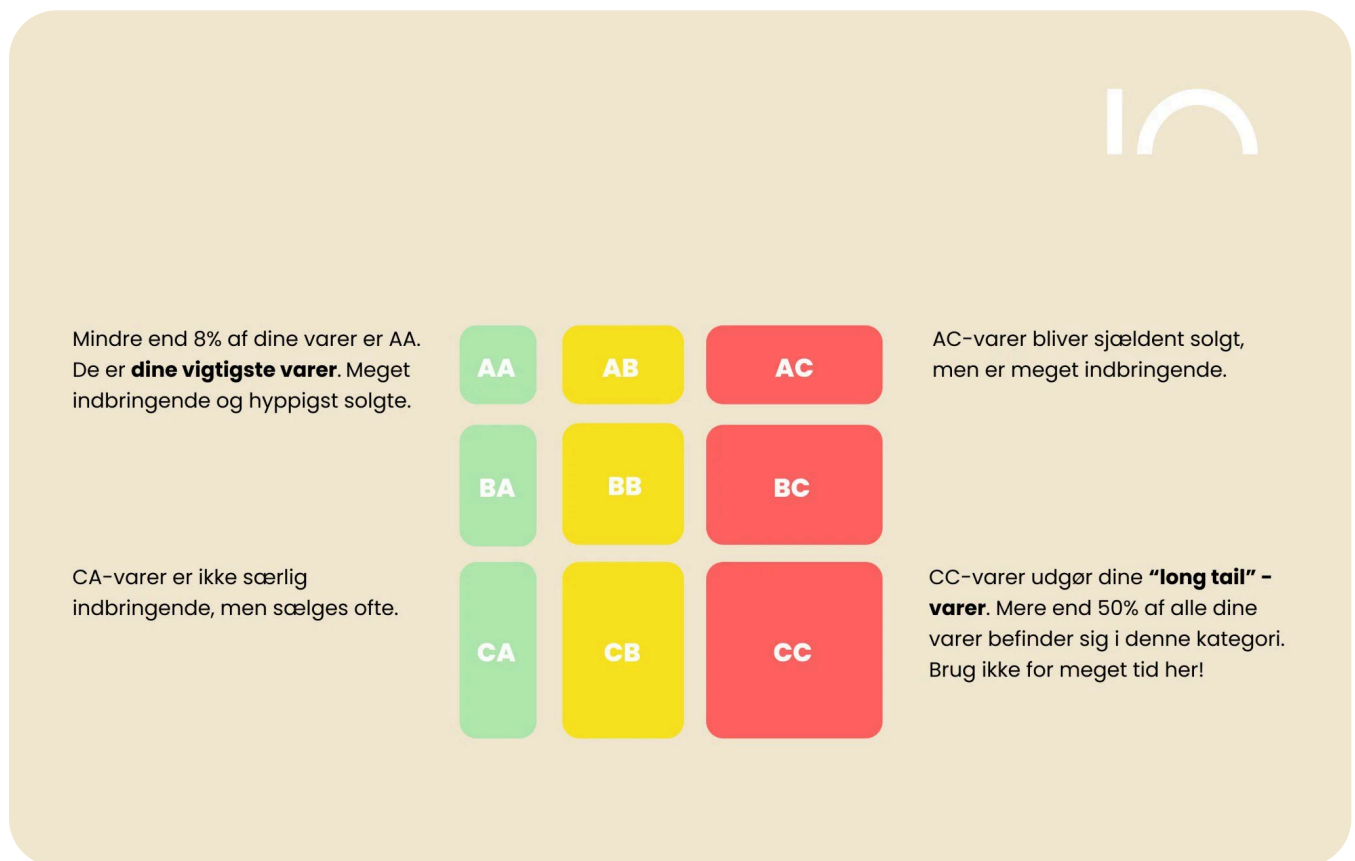 Mindre end 8% af dine varer er AA.
De er dine vigtigste varer. Meget
indbringende og hyppigst solgte.
AA
AB
AC
AC-varer bliver sjældent solgt,
men er meget indbringende.
BA
BB
BC
CA-varer er ikke særlig
indbringende, men sælges ofte.
CA
CB
CC
CC-varer udgør dine “long tail” -
varer. Mere end 50% af alle dine
varer befinder sig i denne kategori.
Brug ikke for meget tid her!